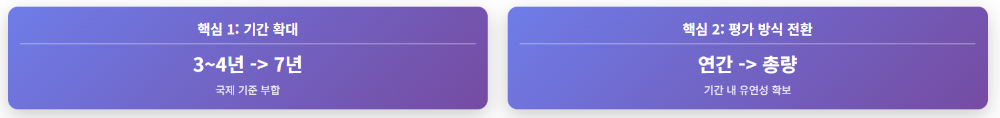 핵심 1: 기간 확대
3~4년 -> 7년
국제 기준 부합
핵심 2: 평가 방식 전환
연간 -> 총량
기간 내 유연성 확보